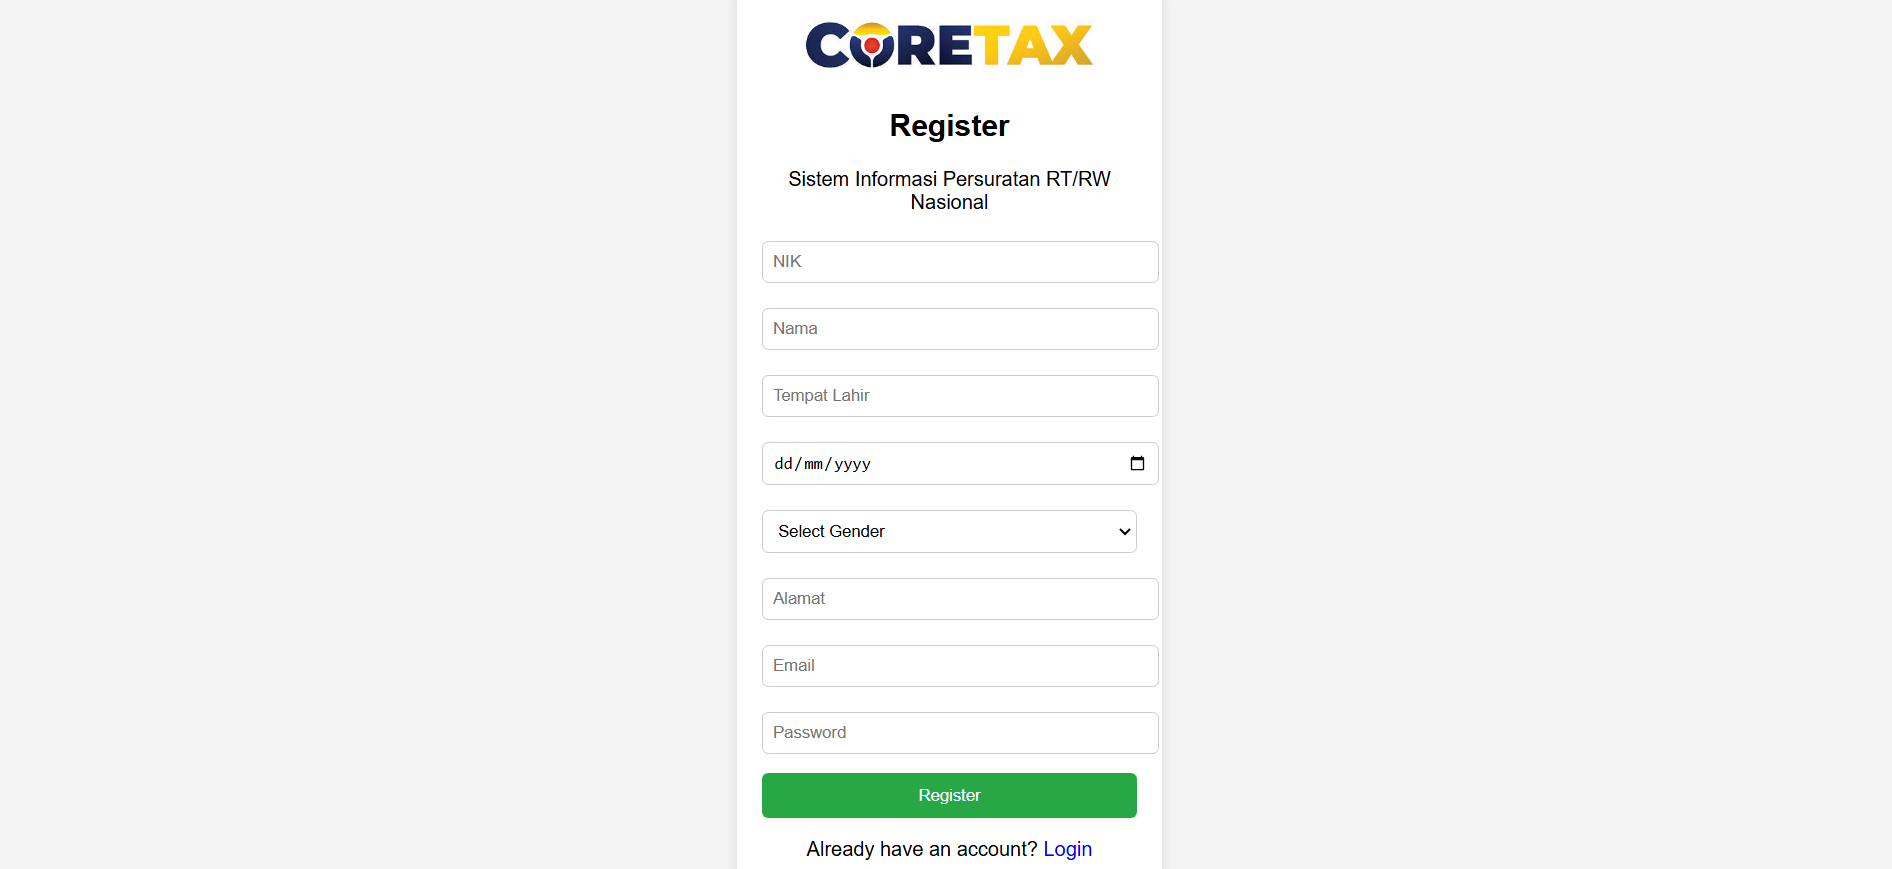 CORETAX
Register
Sistem Informasi Persuratan RT/RW
Nasional
NIK
Nama
Tempat Lahir
dd/mm/yyyy
Select Gender
Alamat
Email
Password
Register
Already have an account? Login